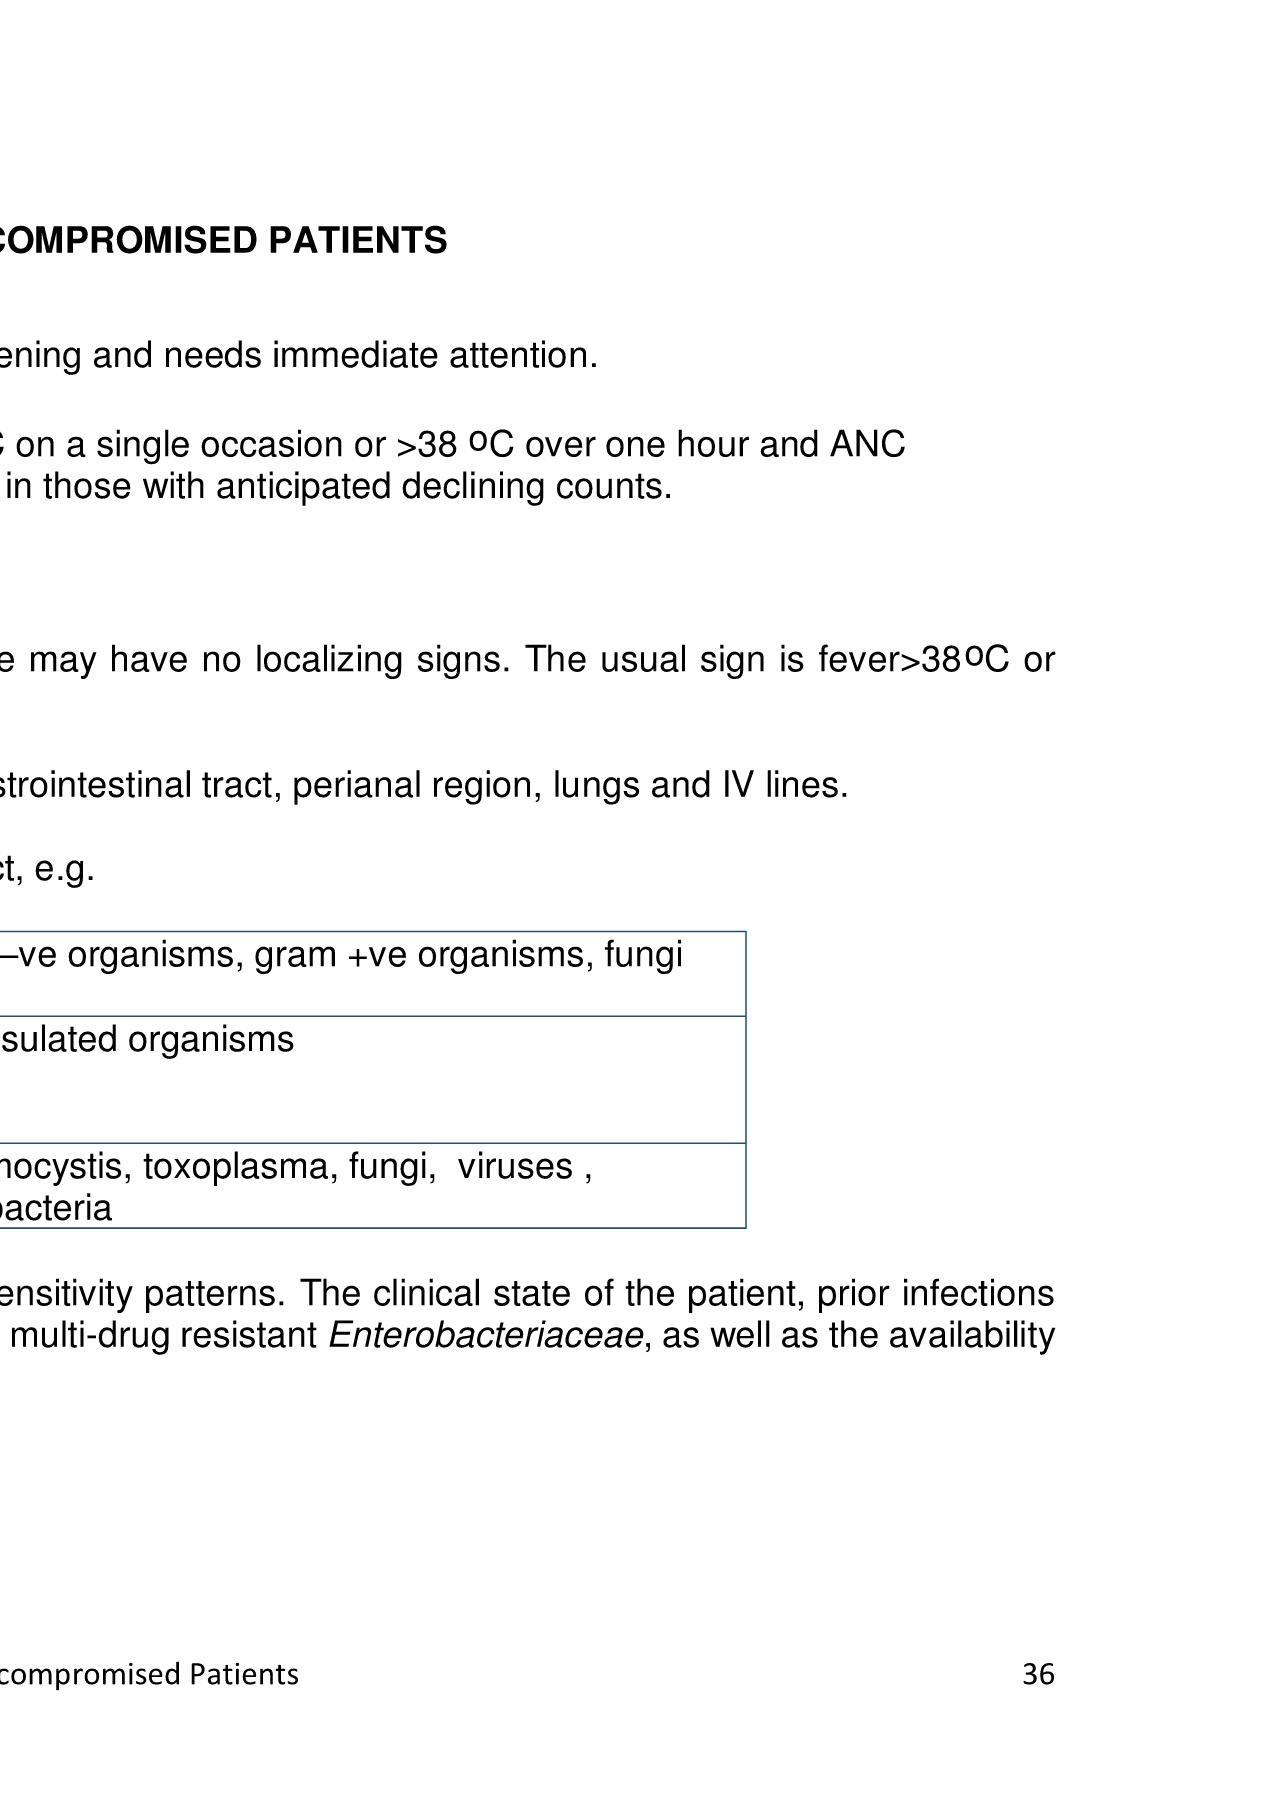 COMPROMISED PATIENTS
ening and needs immediate attention.
C on a single occasion or >38 ºC over one hour and ANC
in those with anticipated declining counts.
e may have no localizing signs. The usual sign is fever>38ºC or
strointestinal tract, perianal region, lungs and IV lines.
ct, e.g.
–ve organisms, gram +ve organisms, fungi
sulated organisms
nocystis, toxoplasma, fungi, viruses ,
bacteria
ensitivity patterns. The clinical state of the patient, prior infections
multi-drug resistant Enterobacteriaceae, as well as the availability
compromised Patients 36